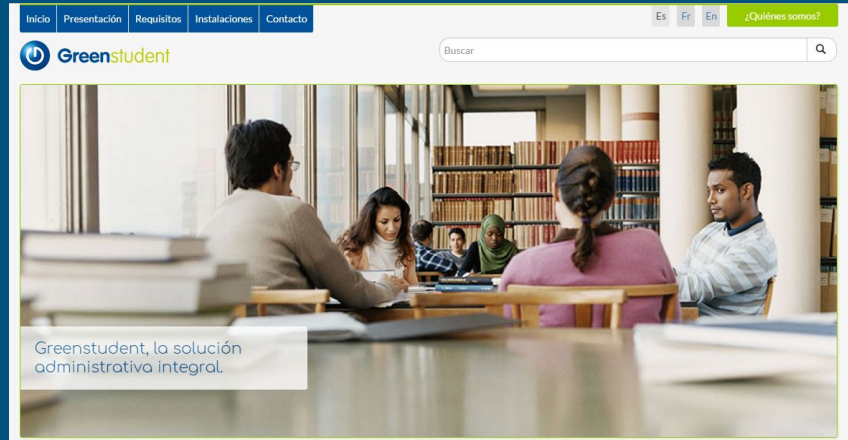 Inicio Presentación Requisitos Instalaciones Contacto
Es Fr En ¿Quiénes somos?
Greenstudent
Buscar
Greenstudent, la solución
administrativa integral.